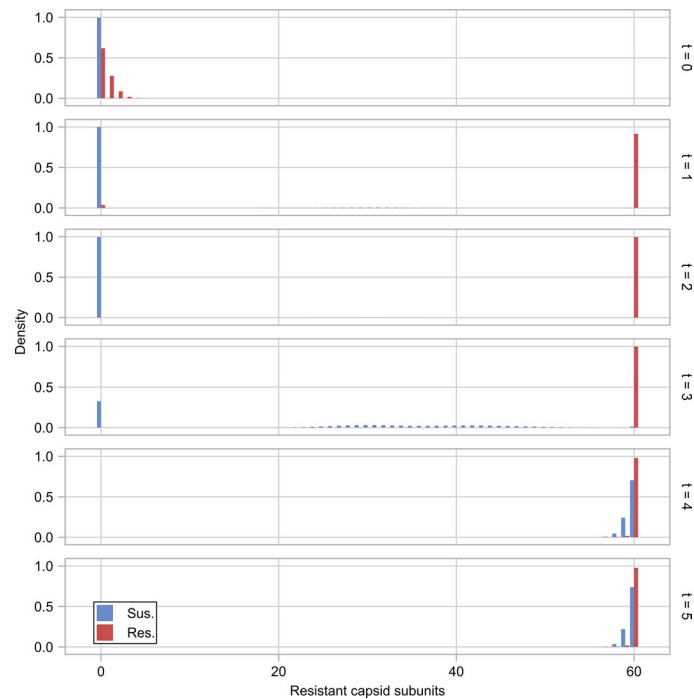 1.0
0.5
0.0
t = 0
1.0
0.5
0.0
t = 1
1.0
0.5
0.0
t = 2
Density
1.0
0.5
0.0
t = 3
1.0
0.5
0.0
t = 4
1.0
0.5
0.0
t = 5
Sus.
Res.
0 20 40 60
Resistant capsid subunits